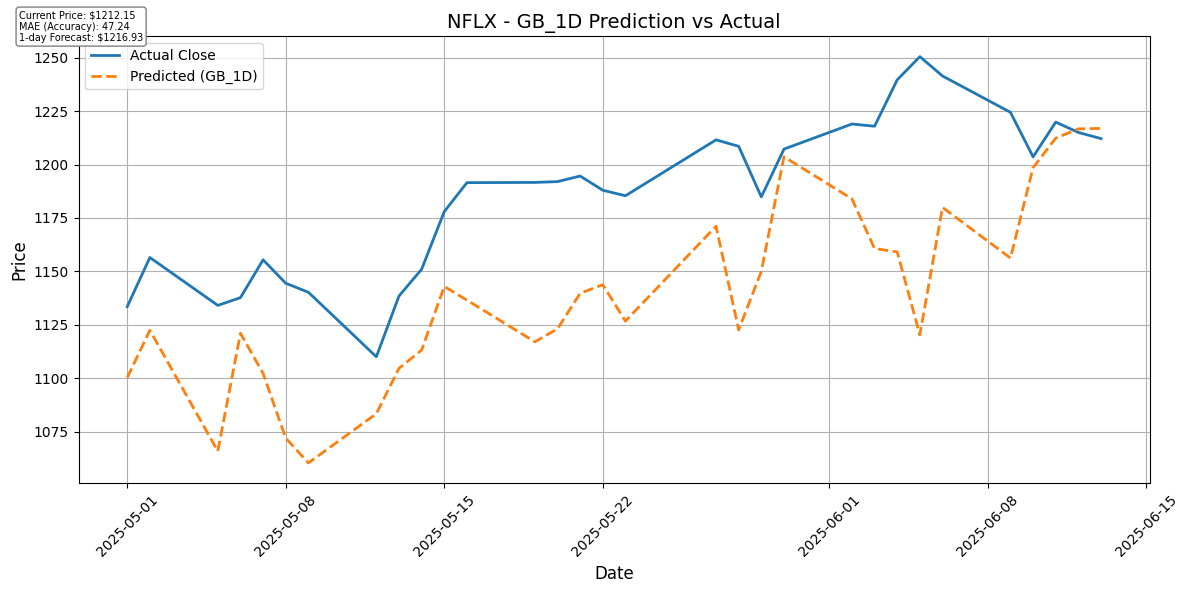 NFLX - GB_1D Prediction vs Actual
Current Price: $1212.15
MAE (Accuracy): 47.24
1-day Forecast: $1216.93
Actual Close
Predicted (GB_1D)
Price
1250
1225
1200
1175
1150
1125
1100
1075
2025-05-01
2025-05-08
2025-05-15
2025-05-22
2025-06-01
2025-06-08
2025-06-15
Date